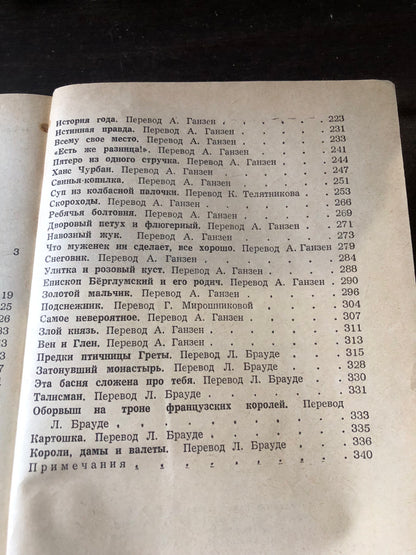 История года. Перевод А. Ганзен . . . . . . 223
Истинная правда. Перевод А. Ганзен . . . . . 231
Всему свое место. Перевод А. Ганзен . . . . . 233
«Есть же разница!». Перевод А. Ганзен . . . . 241
Пятеро из одного стручка. Перевод А. Ганзен . . 244
Ханс Чурбан. Перевод А. Ганзен . . . . . . 247
Свинья-копилка. Перевод А. Ганзен . . . . . 251
Суп из колбасной палочки. Перевод К. Телятникова . 253
Скороходы. Перевод А. Ганзен . . . . . . . 266
Ребячья болтовня. Перевод А. Ганзен . . . . . 269
Дворовый петух и флюгерный. Перевод А. Ганзен . . 271
Навозный жук. Перевод А. Ганзен . . . . . . 273
Что муженек ни сделает, все хорошо. Перевод А. Ганзен 279
Снеговик. Перевод А. Ганзен . . . . . . . 284
Улитка и розовый куст. Перевод А. Ганзен . . . 288
Епископ Бёрглумский и его родич. Перевод А. Ганзен . 290
Золотой мальчик. Перевод А. Ганзен . . . . . 296
Подснежник. Перевод Г. Мирошниковой . . . . 304
Самое невероятное. Перевод А. Ганзен . . . . 307
Злой князь. Перевод А. Ганзен . . . . . . 311
Вен и Глен. Перевод А. Ганзен . . . . . . 313
Предки птичницы Греты. Перевод Л. Брауде . . . 315
Затонувший монастырь. Перевод Л. Брауде . . . 328
Эта басня сложена про тебя. Перевод Л. Брауде . . 330
Талисман. Перевод Л. Брауде . . . . . . . 331
Оборвыш на троне французских королей. Перевод
Л. Брауде . . . . . . . . . . 333
Картошка. Перевод Л. Брауде . . . . . . . 335
Короли, дамы и валеты. Перевод Л. Брауде . . . 336
Примечания . . . . . . . . . . 340
3
19
25
26
33